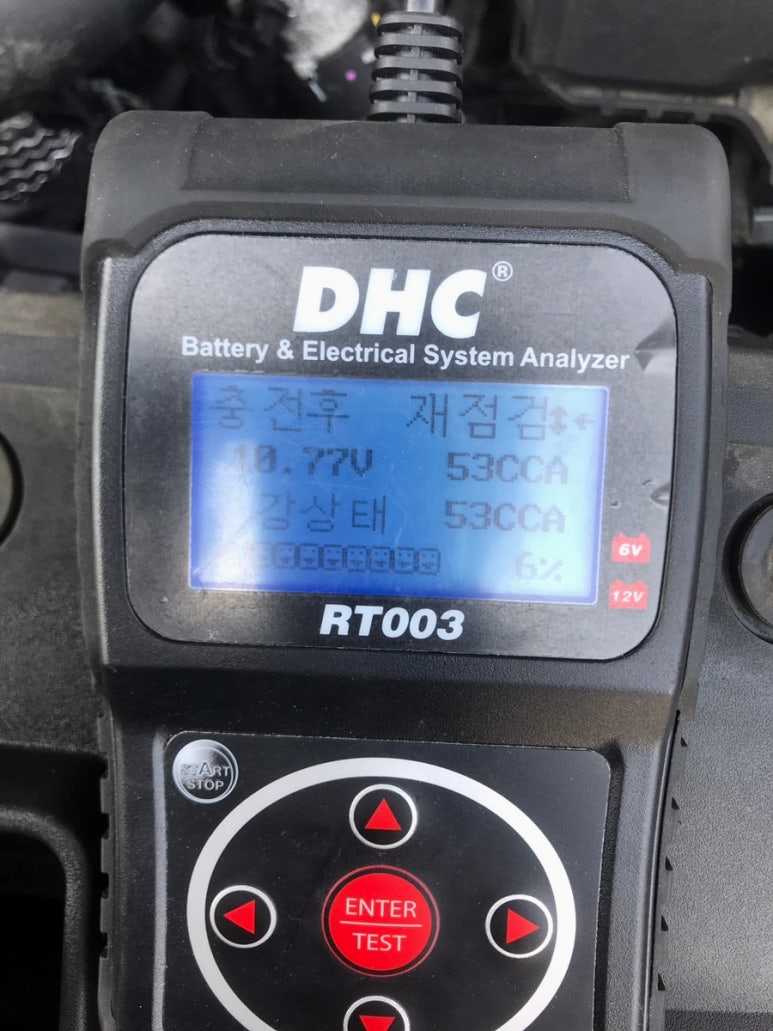 DHC®
Battery & Electrical System Analyzer
충전후 재점검
10.77V 53CCA
강상태 53CCA
6%
6V
12V
RT003
START
STOP
ENTER
TEST